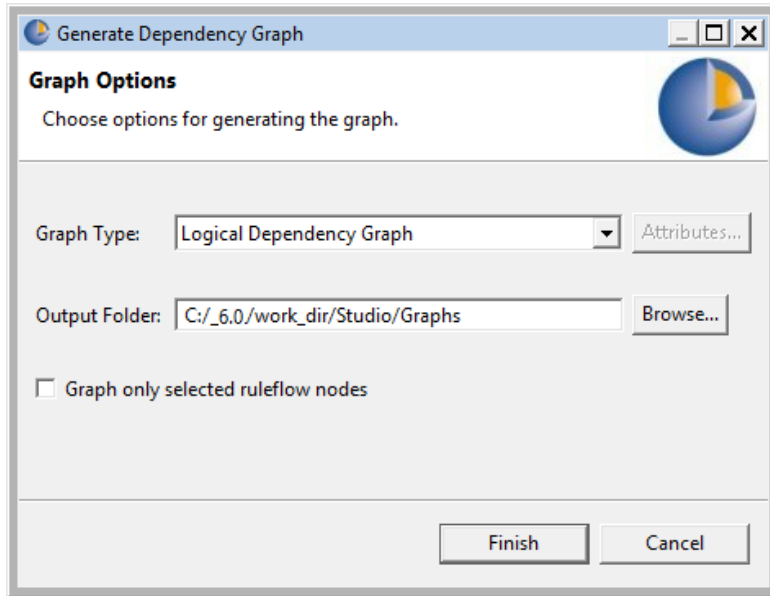 Generate Dependency Graph
Graph Options
Choose options for generating the graph.
Graph Type: Logical Dependency Graph Attributes...
Output Folder: C:/_6.0/work_dir/Studio/Graphs Browse...
Graph only selected ruleflow nodes
Finish Cancel